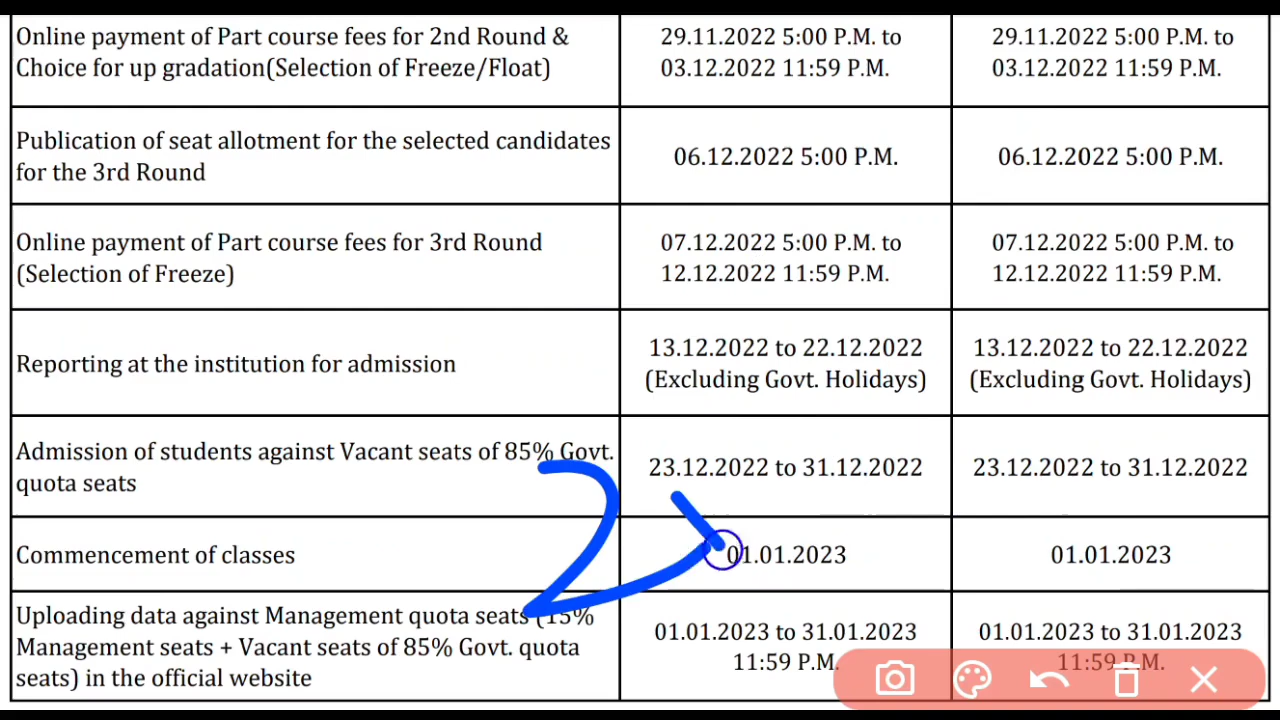 Online payment of Part course fees for 2nd Round &
Choice for up gradation(Selection of Freeze/Float)
29.11.2022 5:00 P.M. to
03.12.2022 11:59 P.M.
29.11.2022 5:00 P.M. to
03.12.2022 11:59 P.M.
Publication of seat allotment for the selected candidates
for the 3rd Round
06.12.2022 5:00 P.M.
06.12.2022 5:00 P.M.
Online payment of Part course fees for 3rd Round
(Selection of Freeze)
07.12.2022 5:00 P.M. to
12.12.2022 11:59 P.M.
07.12.2022 5:00 P.M. to
12.12.2022 11:59 P.M.
Reporting at the institution for admission
13.12.2022 to 22.12.2022
(Excluding Govt. Holidays)
13.12.2022 to 22.12.2022
(Excluding Govt. Holidays)
Admission of students against Vacant seats of 85% Govt.
quota seats
23.12.2022 to 31.12.2022
23.12.2022 to 31.12.2022
Commencement of classes
01.01.2023
01.01.2023
Uploading data against Management quota seats (15%
Management seats + Vacant seats of 85% Govt. quota
seats) in the official website
01.01.2023 to 31.01.2023
11:59 P.M.
01.01.2023 to 31.01.2023
11:59 P.M.